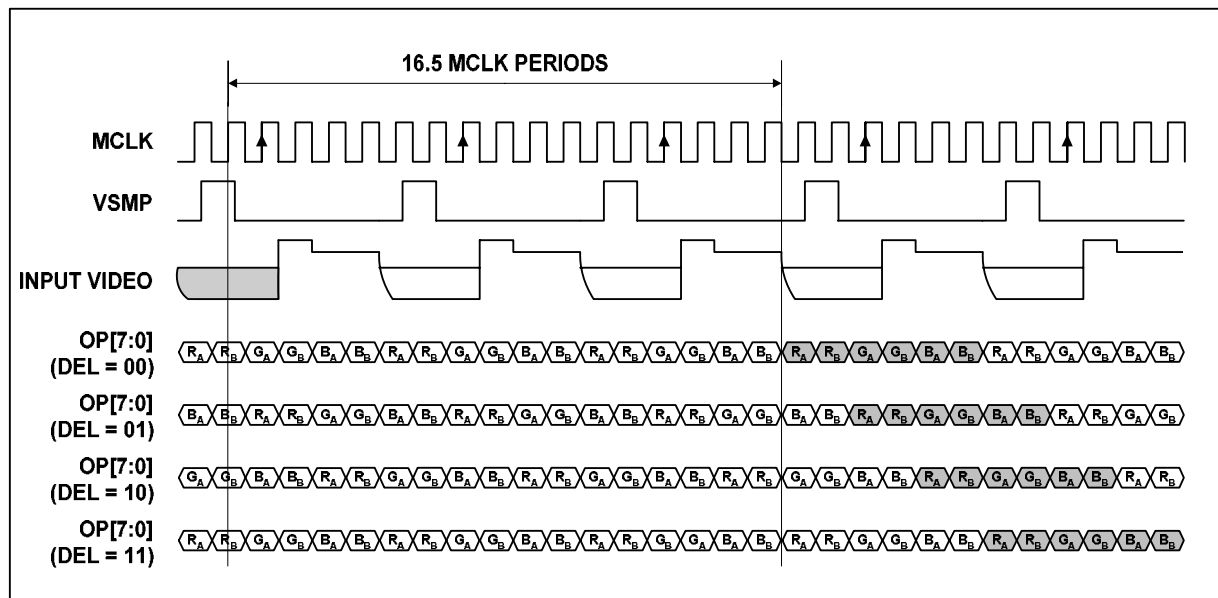 16.5 MCLK PERIODS
MCLK
VSMP
INPUT VIDEO
OP[7:0]
(DEL = 00)
RA RB GA GB BA BB RA RB GA GB BA BB RA RB GA GB BA BB RA RB GA GB BA BB RA RB GA GB BA BB
OP[7:0]
(DEL = 01)
BA BB RA RB GA GB BA BB RA RB GA GB BA BB RA RB GA GB BA BB RA RB GA GB BA BB RA RB GA GB
OP[7:0]
(DEL = 10)
GA GB BA BB RA RB GA GB BA BB RA RB GA GB BA BB RA RB GA GB BA BB RA RB GA GB BA BB RA RB
OP[7:0]
(DEL = 11)
RA RB GA GB BA BB RA RB GA GB BA BB RA RB GB GA BA BB RA RB GA GB BA BB RA RB GA GB BA BB